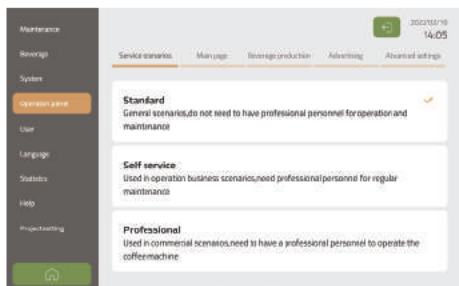 Maintenance
Beverage
System
Operation panel
User
Language
Statistics
Help
Projectsetting
2022/02/10
14:05
Service scenarios
Main page
Beverage production
Advertising
Advanced settings
Standard
General scenarios,do not need to have professional personnel for operation and
maintenance
Self service
Used in operation business scenarios,need professional personnel for regular
maintenance
Professional
Used in commercial scenarios,need to have a professional personnel to operate the
coffeemachine